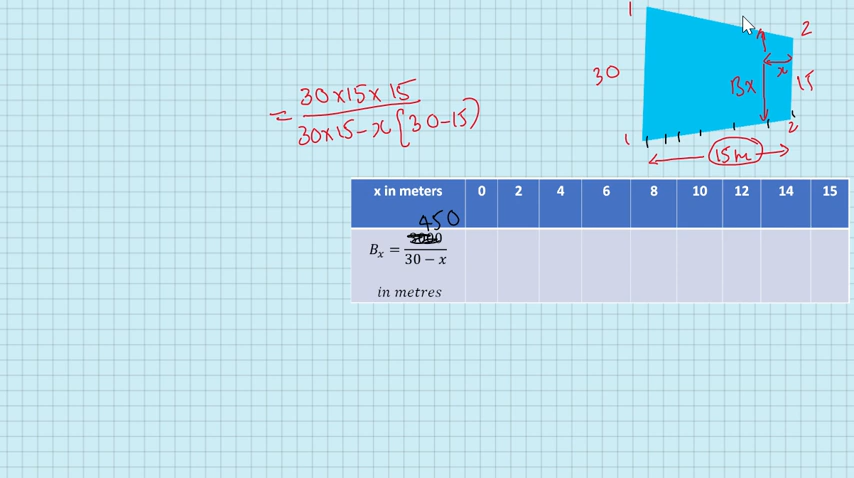 1
2
30
Bx
x
15
1
2
15m
= 30×15×15
30×15-x{30-15)
x in meters 0 2 4 6 8 10 12 14 15
450
Bₓ =
30 − x
in metres